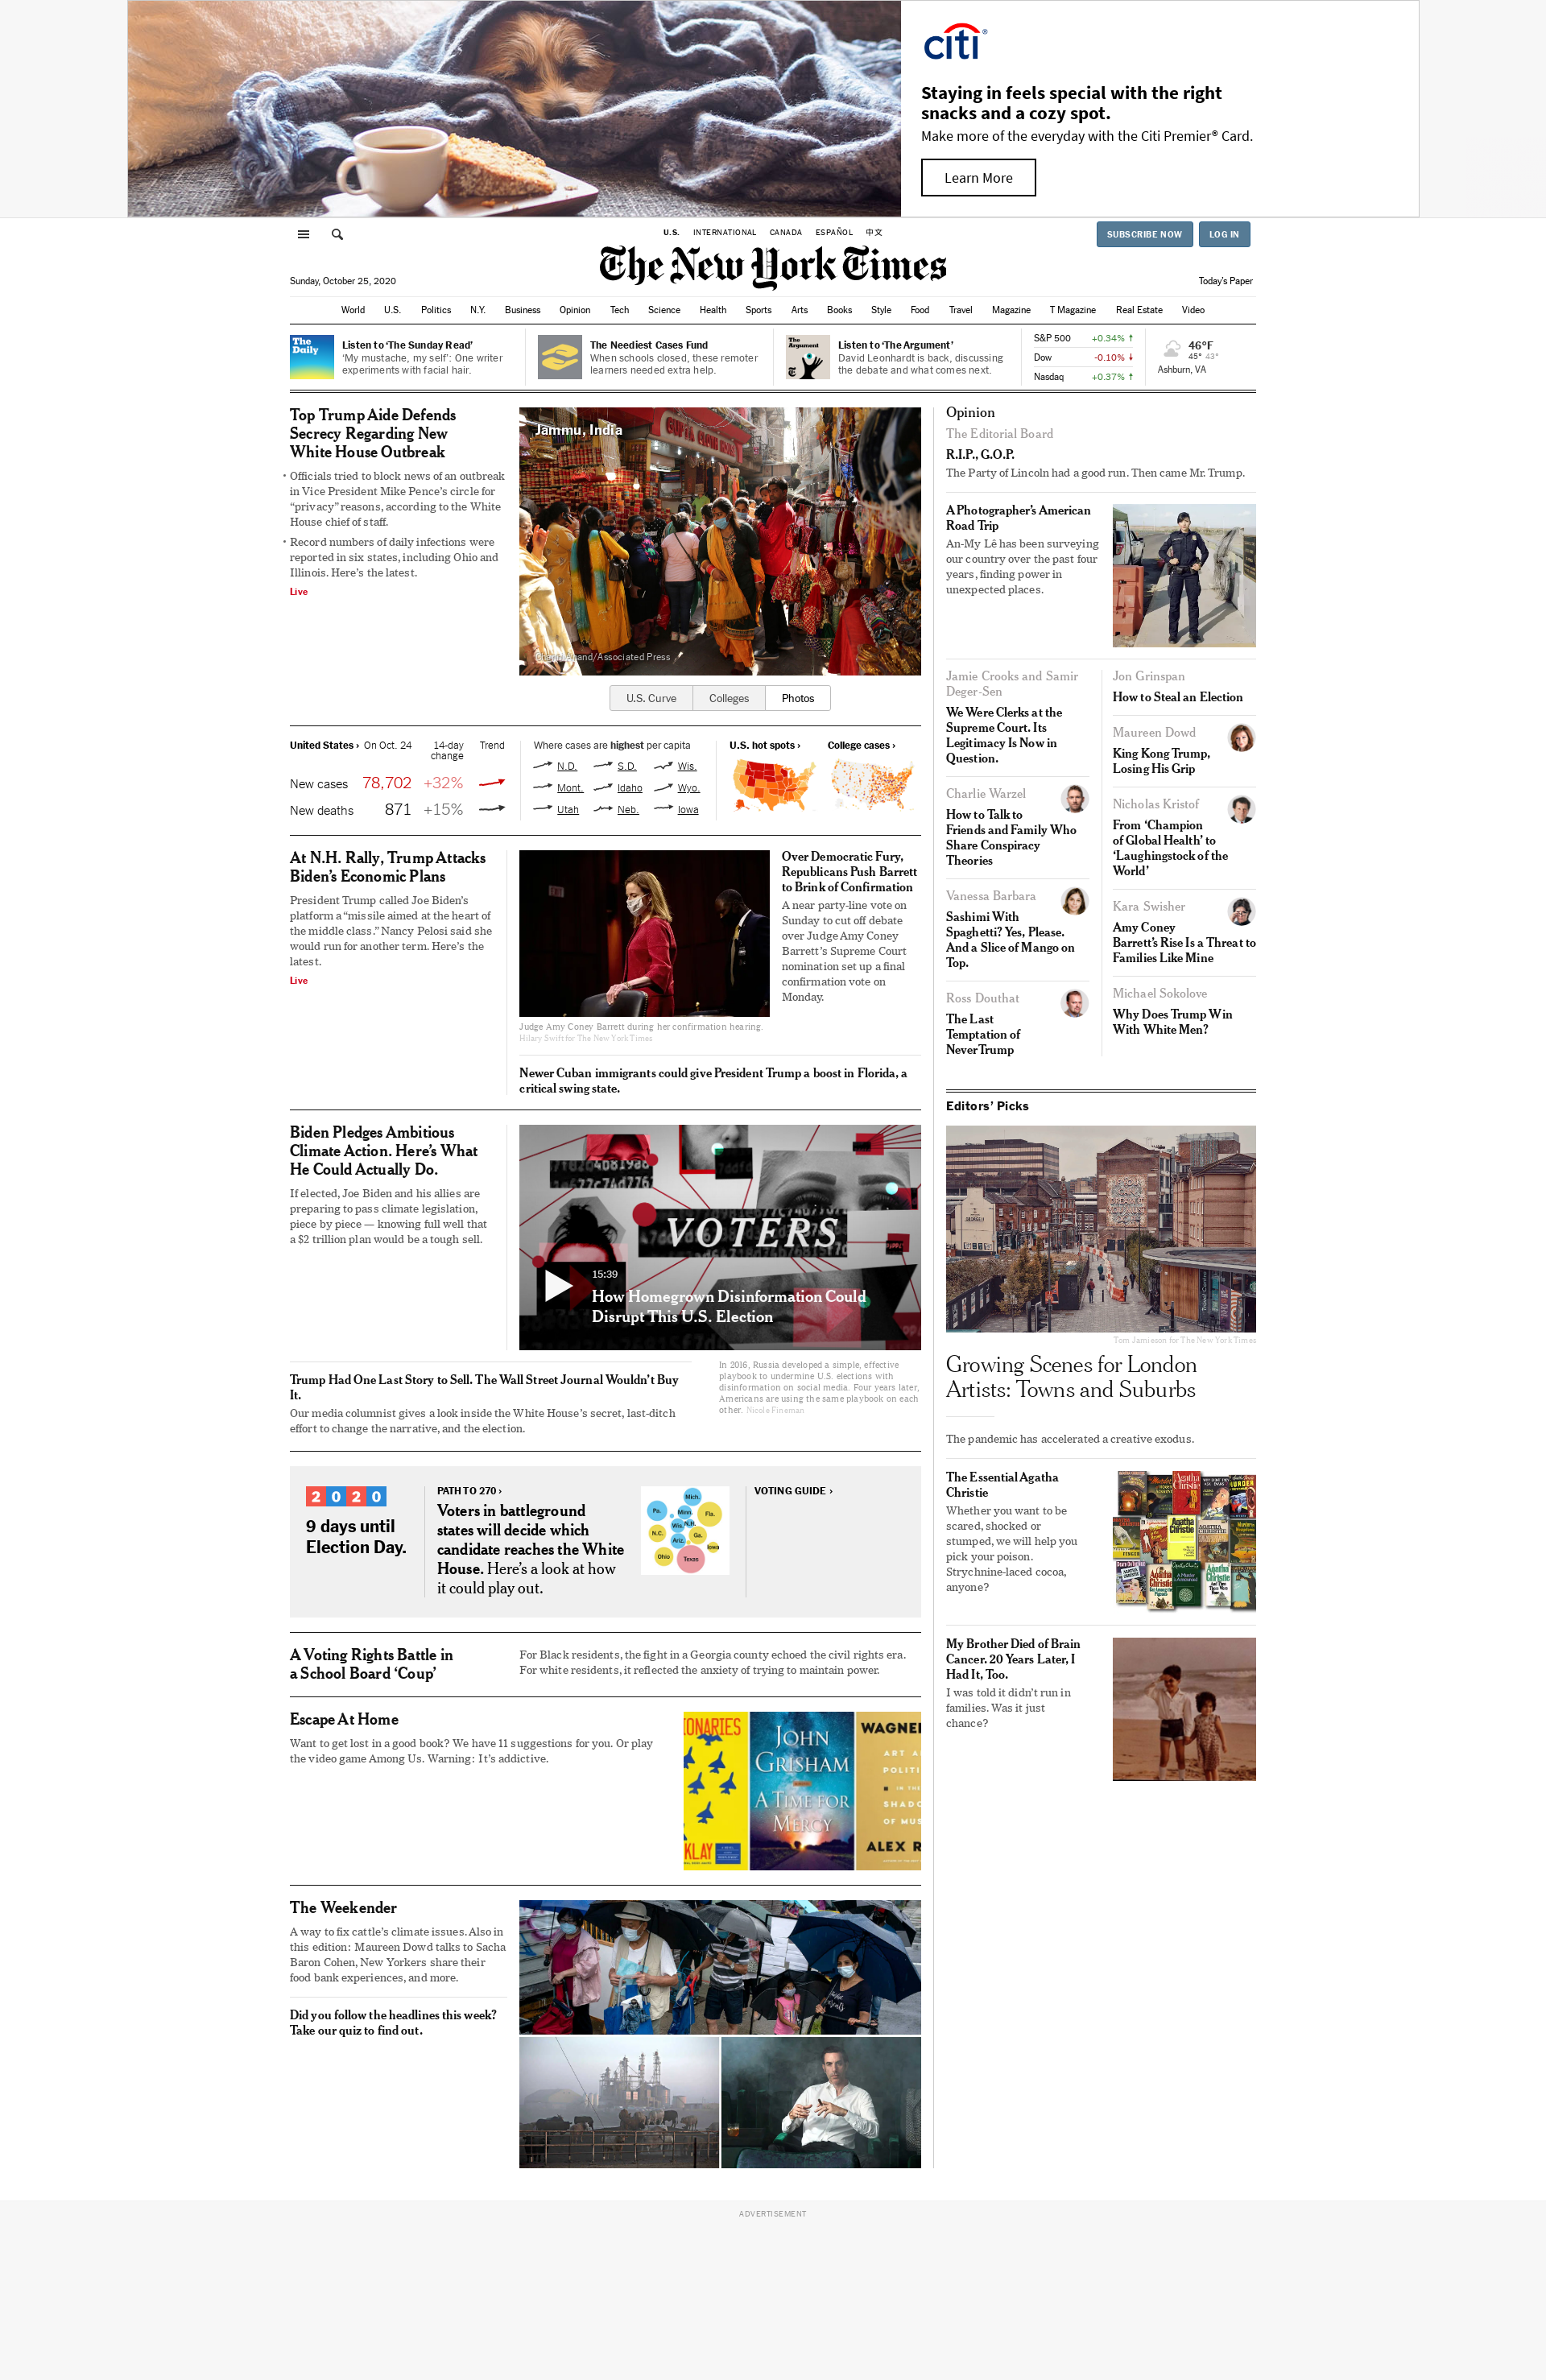 citi®
Staying in feels special with the right
snacks and a cozy spot.
Make more of the everyday with the Citi Premier® Card.
Learn More
U.S. INTERNATIONAL CANADA ESPAÑOL 中文
SUBSCRIBE NOW LOG IN
The New York Times
Sunday, October 25, 2020
Today's Paper
World U.S. Politics N.Y. Business Opinion Tech Science Health Sports Arts Books Style Food Travel Magazine T Magazine Real Estate Video
The
Daily
Listen to ‘The Sunday Read’
‘My mustache, my self’: One writer
experiments with facial hair.
The Neediest Cases Fund
When schools closed, these remoter
learners needed extra help.
The
Argument
Listen to ‘The Argument’
David Leonhardt is back, discussing
the debate and what comes next.
S&P 500 +0.34% ↑
Dow -0.10% ↓
Nasdaq +0.37% ↑
46°F
45° 43°
Ashburn, VA
Top Trump Aide Defends
Secrecy Regarding New
White House Outbreak
• Officials tried to block news of an outbreak
in Vice President Mike Pence’s circle for
“privacy” reasons, according to the White
House chief of staff.
• Record numbers of daily infections were
reported in six states, including Ohio and
Illinois. Here’s the latest.
Live
Jammu, India
Channi Anand/Associated Press
U.S. Curve Colleges Photos
United States › On Oct. 24 14-day
change Trend
New cases 78,702 +32%
New deaths 871 +15%
Where cases are highest per capita
N.D. S.D. Wis.
Mont. Idaho Wyo.
Utah Neb. Iowa
U.S. hot spots ›
College cases ›
At N.H. Rally, Trump Attacks
Biden’s Economic Plans
President Trump called Joe Biden’s
platform a “missile aimed at the heart of
the middle class.” Nancy Pelosi said she
would run for another term. Here’s the
latest.
Live
Judge Amy Coney Barrett during her confirmation hearing.
Hilary Swift for The New York Times
Over Democratic Fury,
Republicans Push Barrett
to Brink of Confirmation
A near party-line vote on
Sunday to cut off debate
over Judge Amy Coney
Barrett’s Supreme Court
nomination set up a final
confirmation vote on
Monday.
Newer Cuban immigrants could give President Trump a boost in Florida, a
critical swing state.
Biden Pledges Ambitious
Climate Action. Here’s What
He Could Actually Do.
If elected, Joe Biden and his allies are
preparing to pass climate legislation,
piece by piece — knowing full well that
a $2 trillion plan would be a tough sell.
VOTERS
15:39
How Homegrown Disinformation Could
Disrupt This U.S. Election
In 2016, Russia developed a simple, effective
playbook to undermine U.S. elections with
disinformation on social media. Four years later,
Americans are using the same playbook on each
other. Nicole Fineman
Trump Had One Last Story to Sell. The Wall Street Journal Wouldn’t Buy
It.
Our media columnist gives a look inside the White House’s secret, last-ditch
effort to change the narrative, and the election.
2020
9 days until
Election Day.
PATH TO 270 ›
Voters in battleground
states will decide which
candidate reaches the White
House. Here’s a look at how
it could play out.
Mich.
Pa. Minn. Fla.
Wis. N.H.
N.C. Ga.
Ariz. Iowa
Ohio Texas
VOTING GUIDE ›
A Voting Rights Battle in
a School Board ‘Coup’
For Black residents, the fight in a Georgia county echoed the civil rights era.
For white residents, it reflected the anxiety of trying to maintain power.
Escape At Home
Want to get lost in a good book? We have 11 suggestions for you. Or play
the video game Among Us. Warning: It’s addictive.
JOHN
GRISHAM
A TIME FOR
MERCY
WAGNER
ALEX R
The Weekender
A way to fix cattle’s climate issues. Also in
this edition: Maureen Dowd talks to Sacha
Baron Cohen, New Yorkers share their
food bank experiences, and more.
Did you follow the headlines this week?
Take our quiz to find out.
Opinion
The Editorial Board
R.I.P., G.O.P.
The Party of Lincoln had a good run. Then came Mr. Trump.
A Photographer’s American
Road Trip
An-My Lê has been surveying
our country over the past four
years, finding power in
unexpected places.
Jamie Crooks and Samir
Deger-Sen
We Were Clerks at the
Supreme Court. Its
Legitimacy Is Now in
Question.
Charlie Warzel
How to Talk to
Friends and Family Who
Share Conspiracy
Theories
Vanessa Barbara
Sashimi With
Spaghetti? Yes, Please.
And a Slice of Mango on
Top.
Ross Douthat
The Last
Temptation of
NeverTrump
Jon Grinspan
How to Steal an Election
Maureen Dowd
King Kong Trump,
Losing His Grip
Nicholas Kristof
From ‘Champion
of Global Health’ to
‘Laughingstock of the
World’
Kara Swisher
Amy Coney
Barrett’s Rise Is a Threat to
Families Like Mine
Michael Sokolove
Why Does Trump Win
With White Men?
Editors’ Picks
Tom Jamieson for The New York Times
Growing Scenes for London
Artists: Towns and Suburbs
The pandemic has accelerated a creative exodus.
The Essential Agatha
Christie
Whether you want to be
scared, shocked or
stumped, we will help you
pick your poison.
Strychnine-laced cocoa,
anyone?
My Brother Died of Brain
Cancer. 20 Years Later, I
Had It, Too.
I was told it didn’t run in
families. Was it just
chance?
ADVERTISEMENT